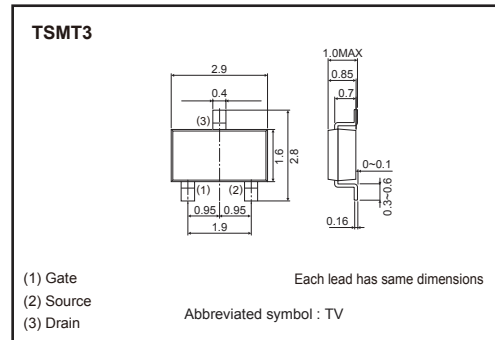 TSMT3
1.0MAX
2.9
0.85
0.4
0.7
(3)
1.6
2.8
0~0.1
(1)
(2)
0.3~0.6
0.95
0.95
0.16
1.9
(1) Gate
Each lead has same dimensions
(2) Source
Abbreviated symbol : TV
(3) Drain